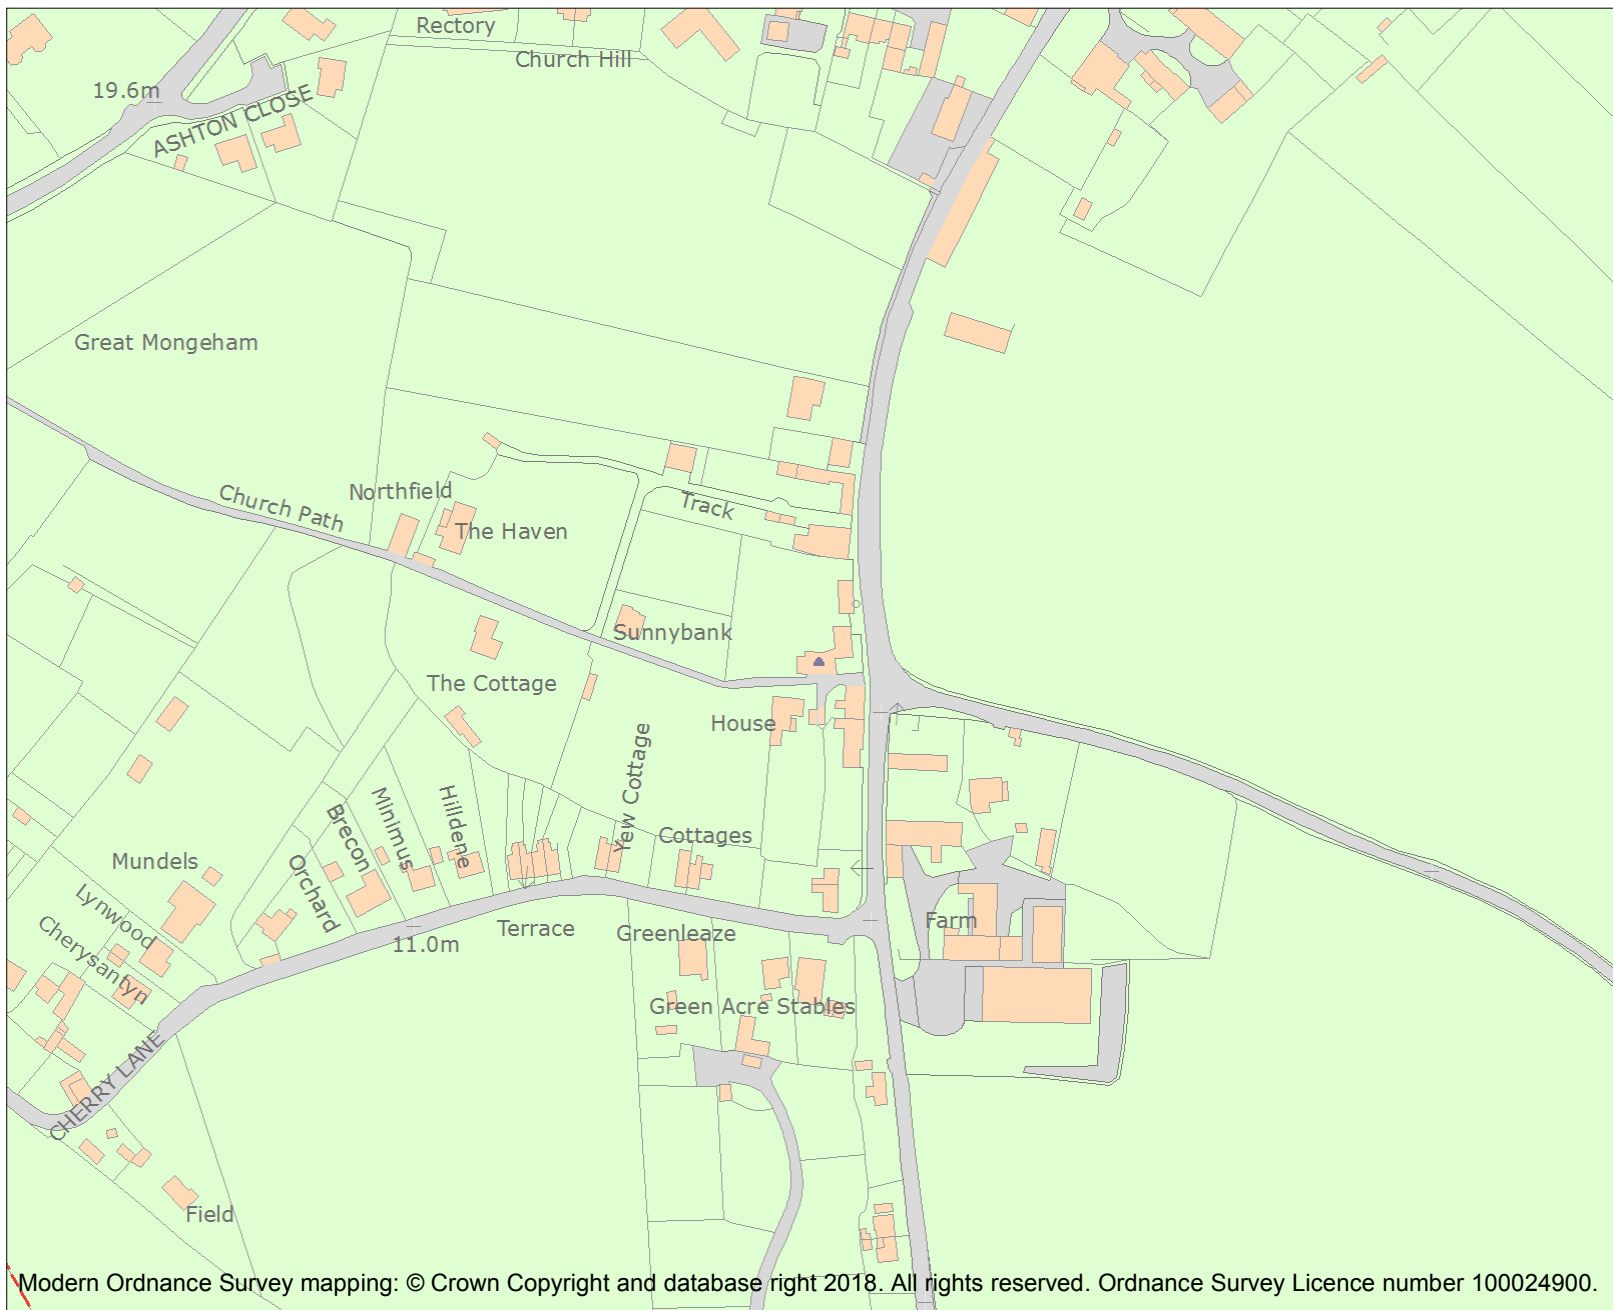 Rectory
Church Hill
19.6m
ASHTON CLOSE
Great Mongeham
Northfield
Church Path
Track
The Haven
Sunnybank
The Cottage
House
Yew Cottage
Hilldene
Minimus
Brecon
Cottages
Mundels
Orchard
Lynwood
Farm
Cherysantyn
Terrace
Greenleaze
11.0m
Green Acre Stables
CHERRY LANE
Field
Modern Ordnance Survey mapping: © Crown Copyright and database right 2018. All rights reserved. Ordnance Survey Licence number 100024900.